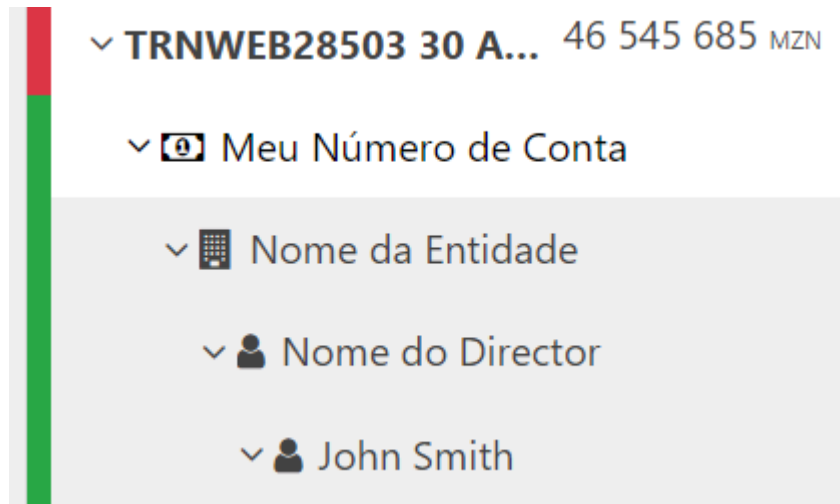 TRNWEB28503 30 A... 46 545 685 MZN
Meu Número de Conta
Nome da Entidade
Nome do Director
John Smith